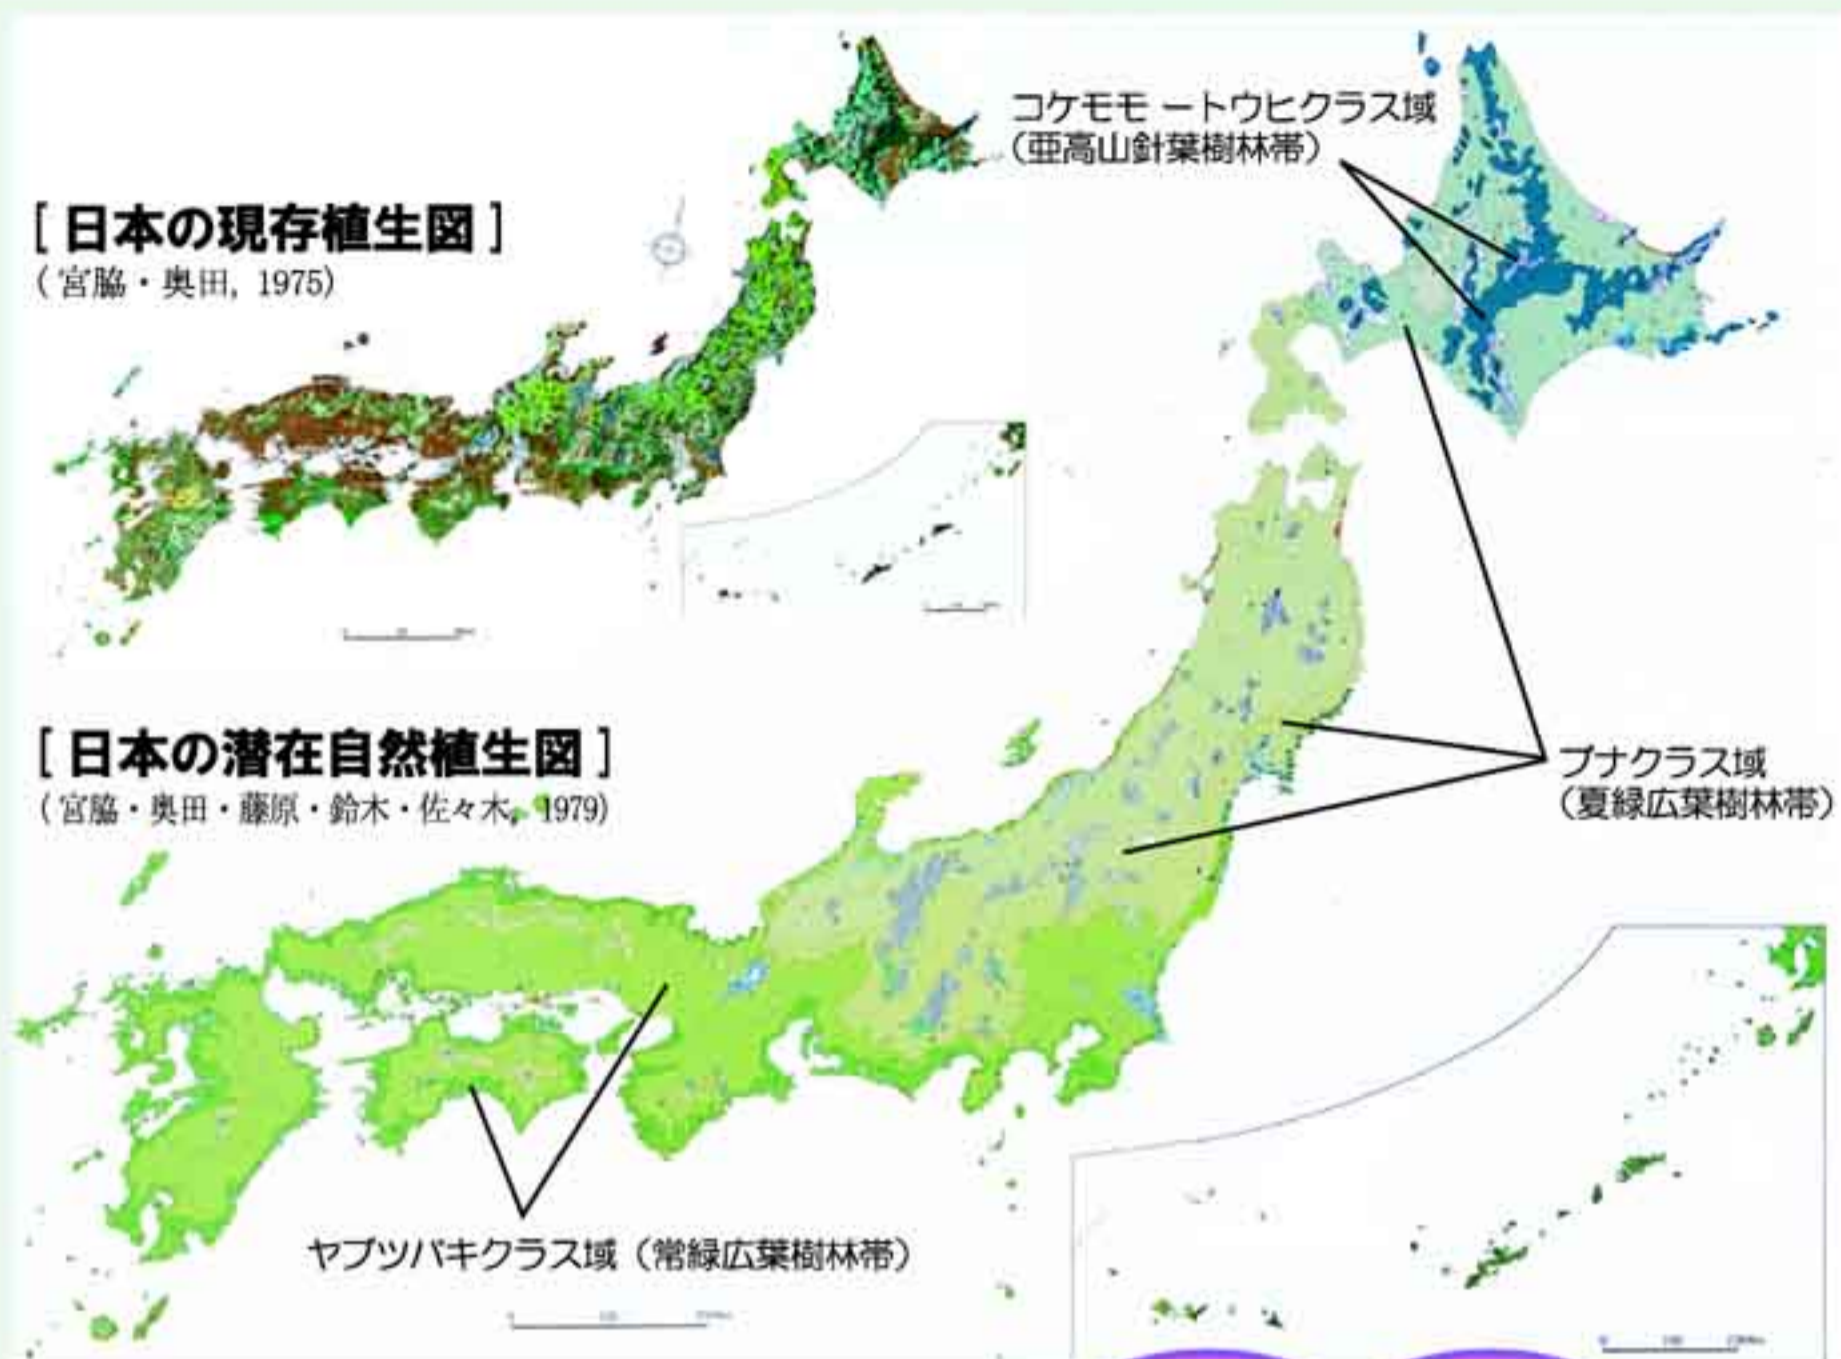 [ 日本の現存植生図 ]
(宮脇・奥田, 1975)
コケモモ ートウヒクラス域
(亜高山針葉樹林帯)
[ 日本の潜在自然植生図 ]
(宮脇・奥田・藤原・鈴木・佐々木, 1979)
ブナクラス域
(夏緑広葉樹林帯)
ヤブツバキクラス域（常緑広葉樹林帯）